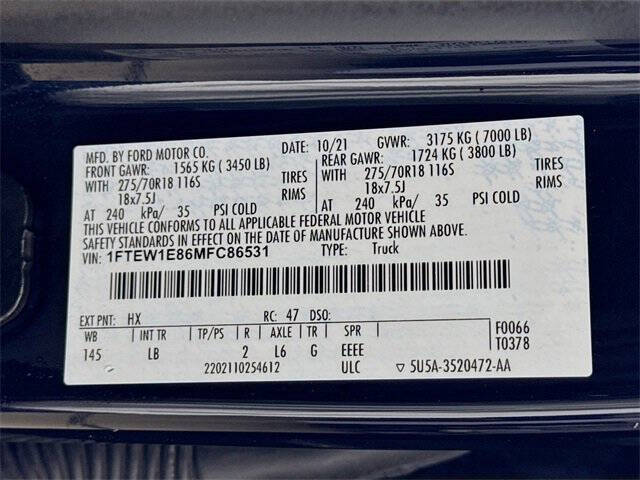 MFD. BY FORD MOTOR CO. DATE: 10/21 GVWR: 3175 KG ( 7000 LB)
FRONT GAWR: 1565 KG ( 3450 LB) REAR GAWR: 1724 KG ( 3800 LB)
WITH 275/70R18 116S TIRES WITH 275/70R18 116S TIRES
18x7.5J RIMS 18x7.5J RIMS
AT 240 kPa/ 35 PSI COLD AT 240 kPa/ 35 PSI COLD
THIS VEHICLE CONFORMS TO ALL APPLICABLE FEDERAL MOTOR VEHICLE
SAFETY STANDARDS IN EFFECT ON THE DATE OF MANUFACTURE SHOWN ABOVE.
VIN: 1FTEW1E86MFC86531 TYPE: Truck
EXT PNT: HX RC: 47 DSO: F0066
WB INT TR TP/PS R AXLE TR SPR T0378
145 LB 2 L6 G EEEE
2202110254612 ULC 5U5A-3520472-AA